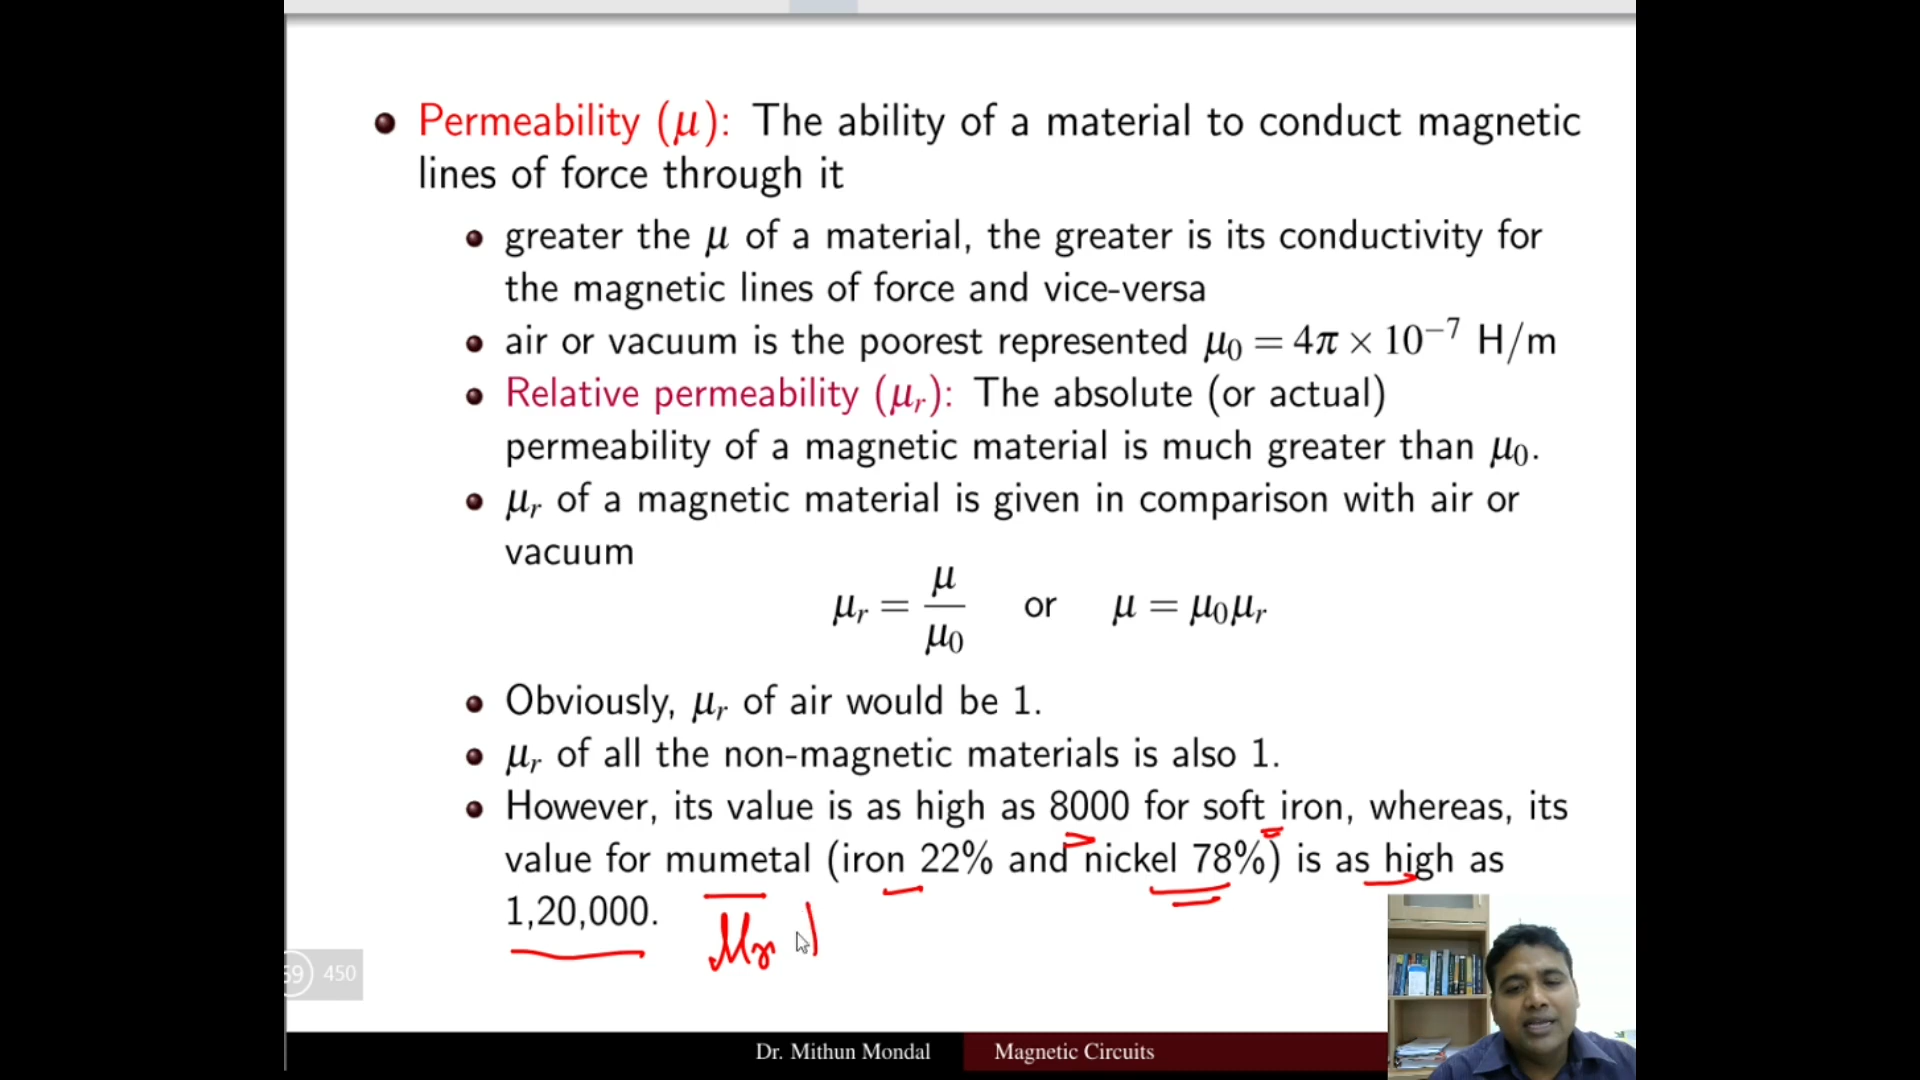 Permeability (μ): The ability of a material to conduct magnetic
lines of force through it
greater the μ of a material, the greater is its conductivity for
the magnetic lines of force and vice-versa
air or vacuum is the poorest represented μ₀ = 4π × 10⁻⁷ H/m
Relative permeability (μᵣ): The absolute (or actual)
permeability of a magnetic material is much greater than μ₀.
μᵣ of a magnetic material is given in comparison with air or
vacuum
μᵣ = μ/μ₀ or μ = μ₀μᵣ
Obviously, μᵣ of air would be 1.
μᵣ of all the non-magnetic materials is also 1.
However, its value is as high as 8000 for soft iron, whereas, its
value for mumetal (iron 22% and nickel 78%) is as high as
1,20,000.
μᵣ
59 450
Dr. Mithun Mondal Magnetic Circuits